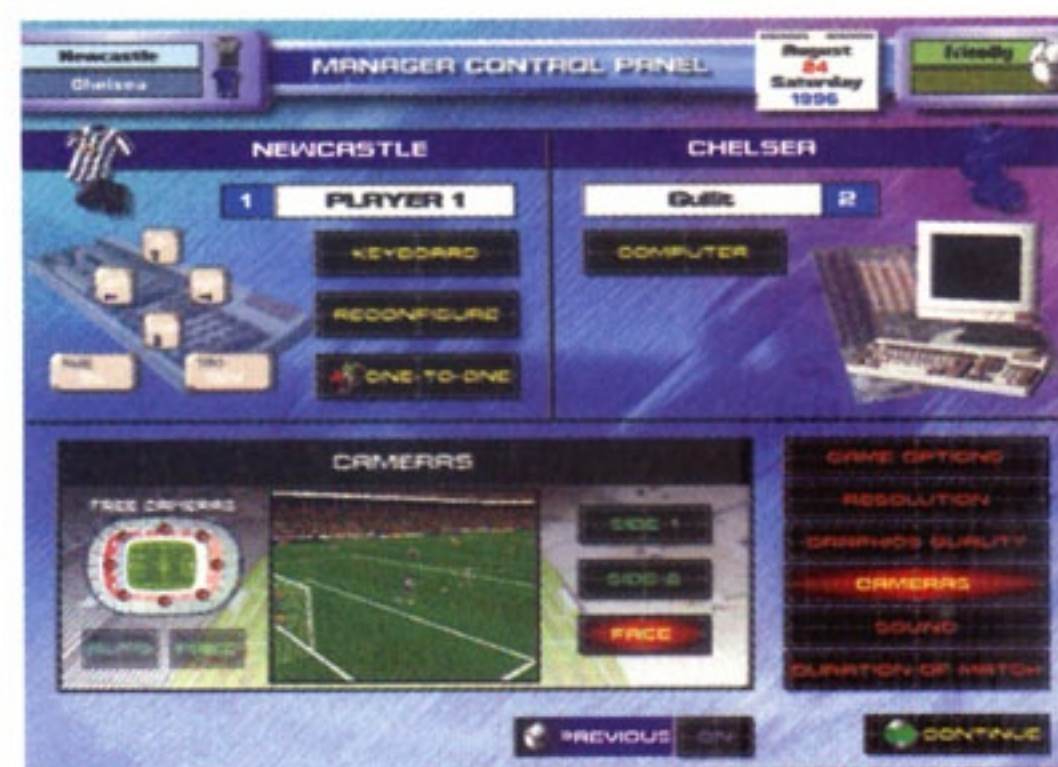 Newcastle
Chelsea
MANAGER CONTROL PANEL
August
24
Saturday
1996
Friendly
NEWCASTLE
CHELSEA
1 PLAYER 1
Gullit 2
KEYBOARD
COMPUTER
RECONFIGURE
ONE-TO-ONE
CAMERAS
FREE CAMERAS
SIDE 1
SIDE 2
FREE
GAME OPTIONS
RESOLUTION
GRAPHICS QUALITY
CAMERAS
SOUND
DURATION OF MATCH
PREVIOUS ON
CONTINUE